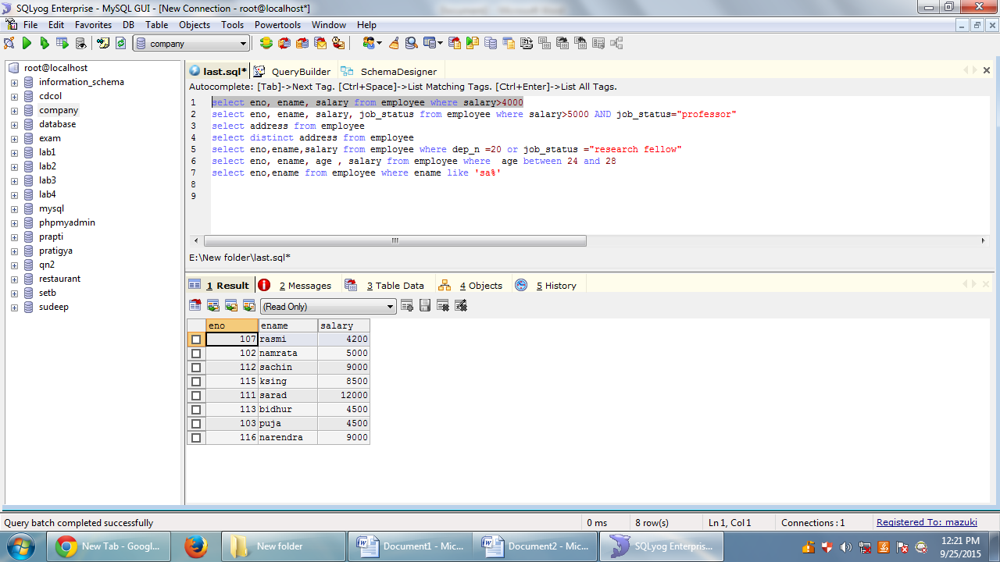 SQLyog Enterprise - MySQL GUI - [New Connection - root@localhost*]
File Edit Favorites DB Table Objects Tools Powertools Window Help
company
root@localhost
information_schema
cdcol
company
database
exam
lab1
lab2
lab3
lab4
mysql
phpmyadmin
prapti
pratigya
qn2
restaurant
setb
sudeep
last.sql* QueryBuilder SchemaDesigner
Autocomplete: [Tab]->Next Tag. [Ctrl+Space]->List Matching Tags. [Ctrl+Enter]->List All Tags.
1 select eno, ename, salary from employee where salary>4000
2 select eno, ename, salary, job_status from employee where salary>5000 AND job_status="professor"
3 select address from employee
4 select distinct address from employee
5 select eno,ename,salary from employee where dep_n =20 or job_status ="research fellow"
6 select eno, ename, age , salary from employee where  age between 24 and 28
7 select eno,ename from employee where ename like 'sa%'
8
9
E:\New folder\last.sql*
1 Result 2 Messages 3 Table Data 4 Objects 5 History
(Read Only)
eno ename salary
107 rasmi 4200
102 namrata 5000
112 sachin 9000
115 ksing 8500
111 sarad 12000
113 bidhur 4500
103 puja 4500
116 narendra 9000
Query batch completed successfully 0 ms 8 row(s) Ln 1, Col 1 Connections : 1 Registered To: mazuki
New Tab - Googl... New folder Document1 - Mic... Document2 - Mic... SQLyog Enterpris...
12:21 PM
9/25/2015